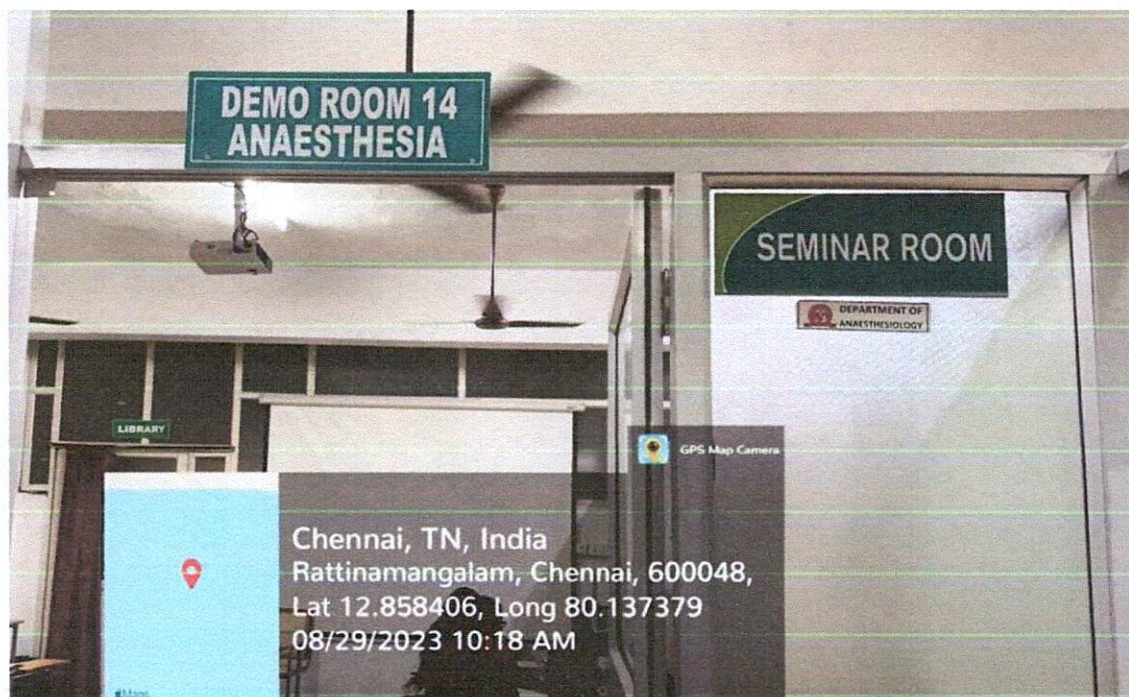 DEMO ROOM 14
ANAESTHESIA
SEMINAR ROOM
DEPARTMENT OF
ANAESTHESIOLOGY
LIBRARY
GPS Map Camera
Chennai, TN, India
Rattinamangalam, Chennai, 600048,
Lat 12.858406, Long 80.137379
08/29/2023 10:18 AM
Maps